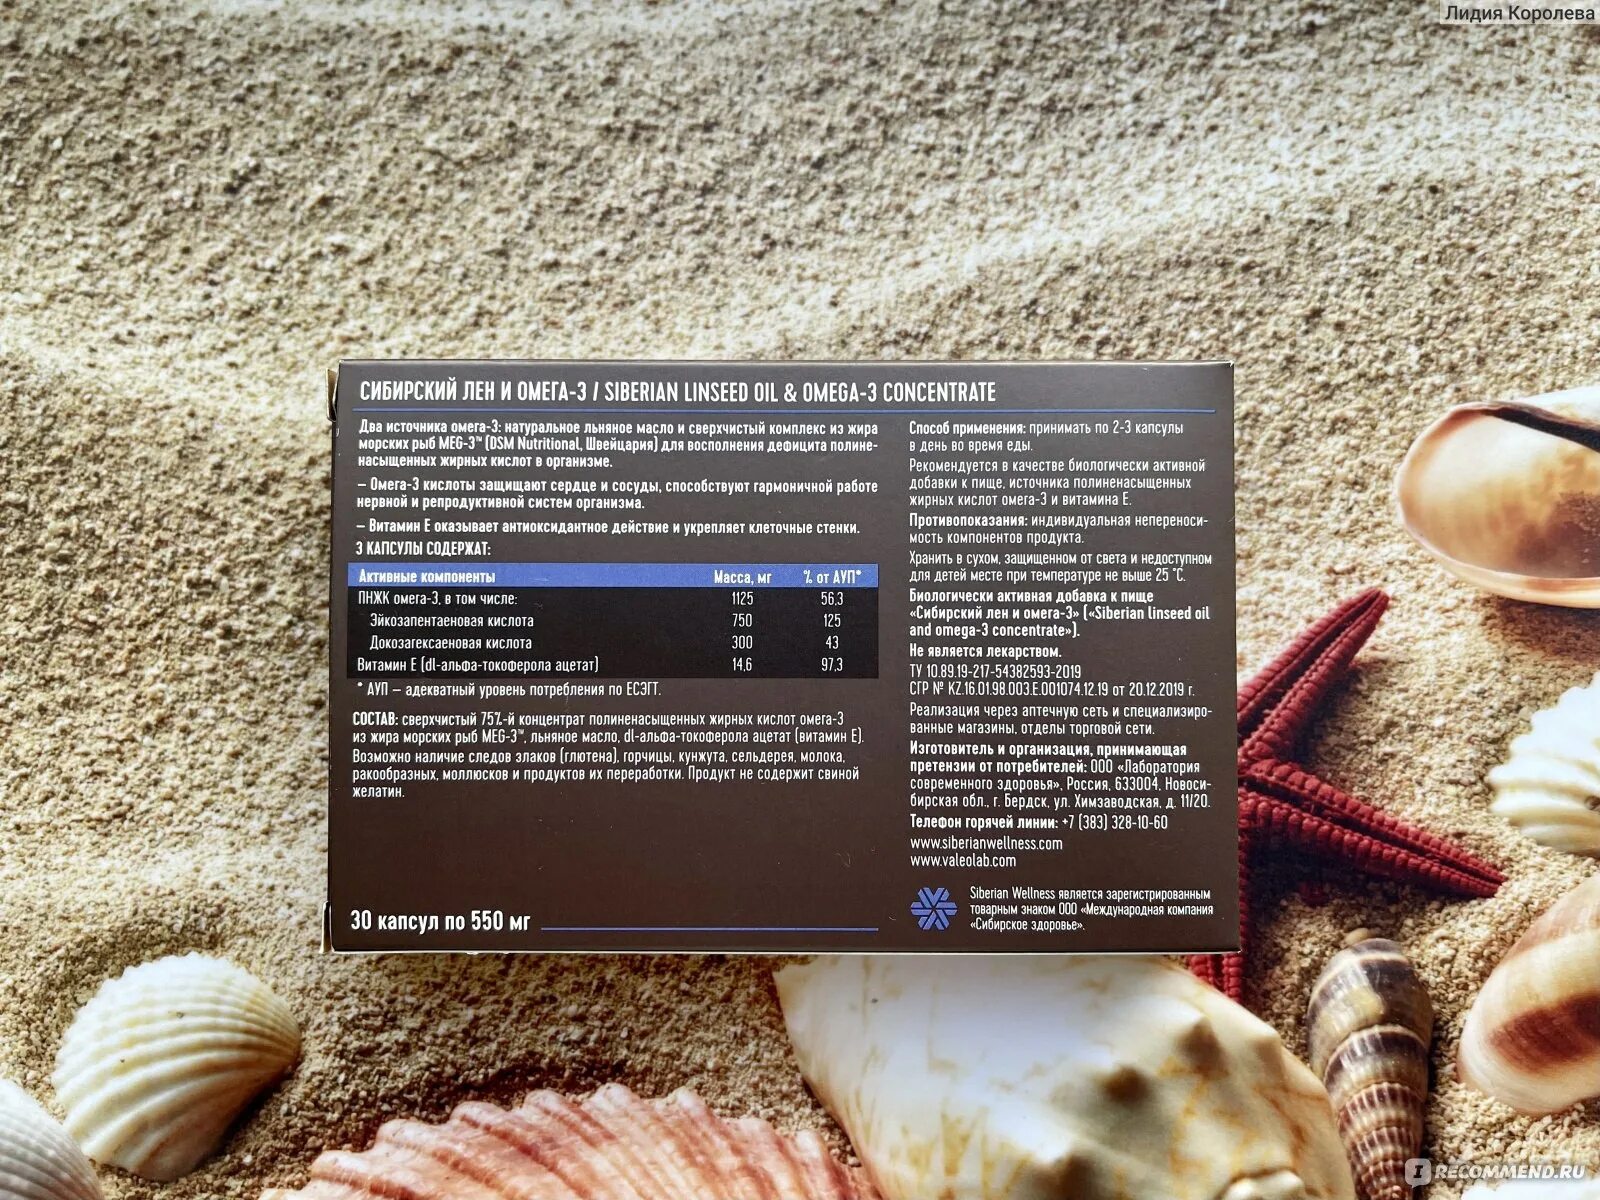 Лидия Королева
СИБИРСКИЙ ЛЕН И ОМЕГА-3 / SIBERIAN LINSEED OIL & OMEGA-3 CONCENTRATE
Два источника омега-3: натуральное льняное масло и сверхчистый комплекс из жира
морских рыб MEG-3™ (DSM Nutritional, Швейцария) для восполнения дефицита полине-
насыщенных жирных кислот в организме.
– Омега-3 кислоты защищают сердце и сосуды, способствуют гармоничной работе
нервной и репродуктивной систем организма.
– Витамин Е оказывает антиоксидантное действие и укрепляет клеточные стенки.
3 КАПСУЛЫ СОДЕРЖАТ:
Активные компоненты Масса, мг % от АУП*
ПНЖК омега-3, в том числе: 1125 56,3
Эйкозапентаеновая кислота 750 125
Докозагексаеновая кислота 300 43
Витамин Е (dl-альфа-токоферола ацетат) 14,6 97,3
* АУП – адекватный уровень потребления по ЕСЭГТ.
СОСТАВ: сверхчистый 75%-й концентрат полиненасыщенных жирных кислот омега-3
из жира морских рыб MEG-3™, льняное масло, dl-альфа-токоферола ацетат (витамин Е).
Возможно наличие следов злаков (глютена), горчицы, кунжута, сельдерея, молока,
ракообразных, моллюсков и продуктов их переработки. Продукт не содержит свиной
желатин.
30 капсул по 550 мг
Способ применения: принимать по 2-3 капсулы
в день во время еды.
Рекомендуется в качестве биологически активной
добавки к пище, источника полиненасыщенных
жирных кислот омега-3 и витамина Е.
Противопоказания: индивидуальная непереноси-
мость компонентов продукта.
Хранить в сухом, защищенном от света и недоступном
для детей месте при температуре не выше 25 °С.
Биологически активная добавка к пище
«Сибирский лен и омега-3» («Siberian linseed oil
and omega-3 concentrate»).
Не является лекарством.
ТУ 10.89.19-217-54382593-2019
СГР № KZ.16.01.98.003.E.001074.12.19 от 20.12.2019 г.
Реализация через аптечную сеть и специализиро-
ванные магазины, отделы торговой сети.
Изготовитель и организация, принимающая
претензии от потребителей: ООО «Лаборатория
современного здоровья», Россия, 633004, Новоси-
бирская обл., г. Бердск, ул. Химзаводская, д. 11/20.
Телефон горячей линии: +7 (383) 328-10-60
www.siberianwellness.com
www.valeolab.com
Siberian Wellness является зарегистрированным
товарным знаком ООО «Международная компания
«Сибирское здоровье».
IRECOMMEND.RU